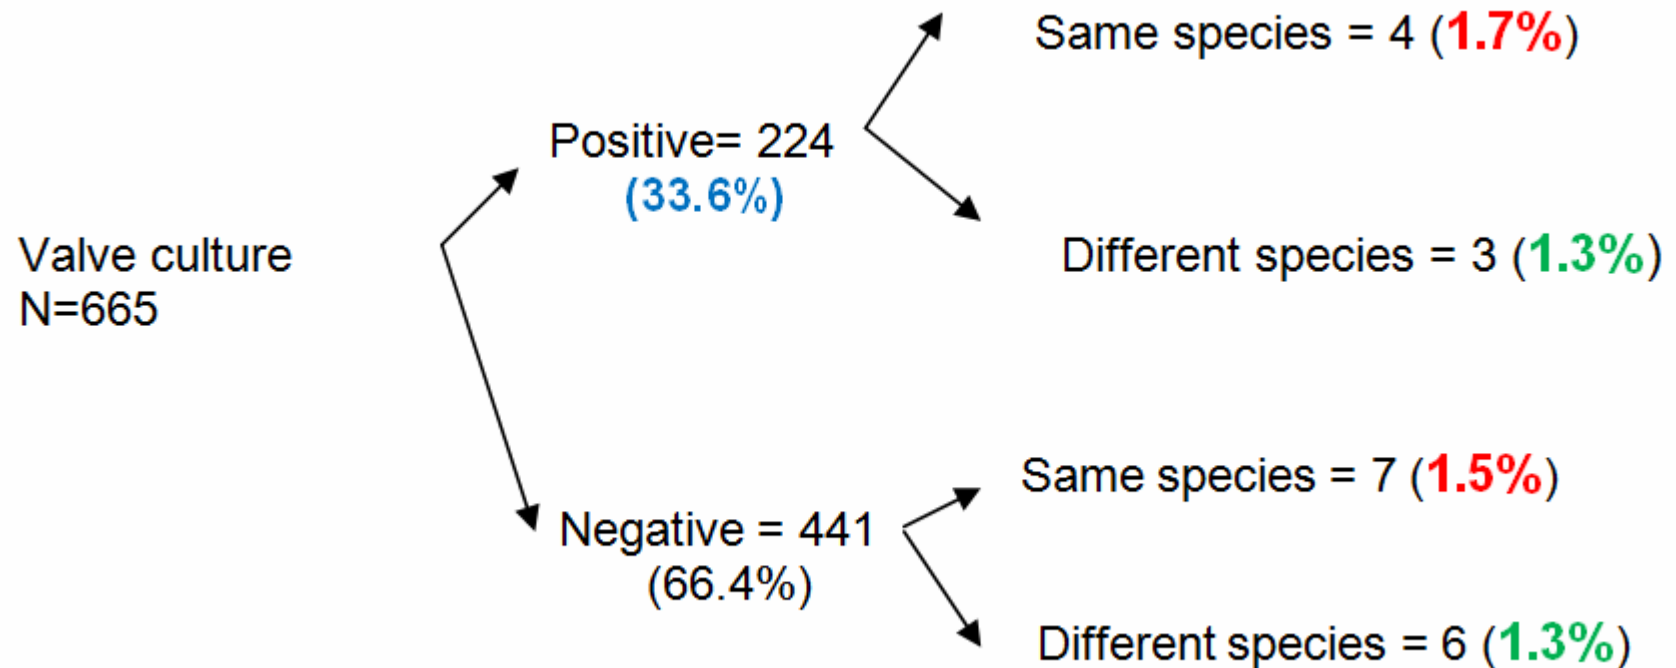 Same species = 4 (1.7%)
Positive= 224
(33.6%)
Valve culture
N=665
Different species = 3 (1.3%)
Same species = 7 (1.5%)
Negative = 441
(66.4%)
Different species = 6 (1.3%)